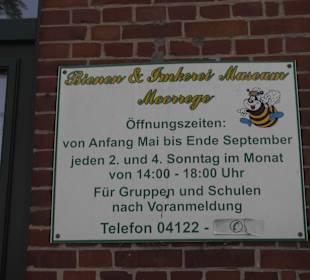 Bienen & Imkerei Museum
Moorrege
Öffnungszeiten:
von Anfang Mai bis Ende September
jeden 2. und 4. Sonntag im Monat
von 14:00 - 18:00 Uhr
Für Gruppen und Schulen
nach Voranmeldung
Telefon 04122 -